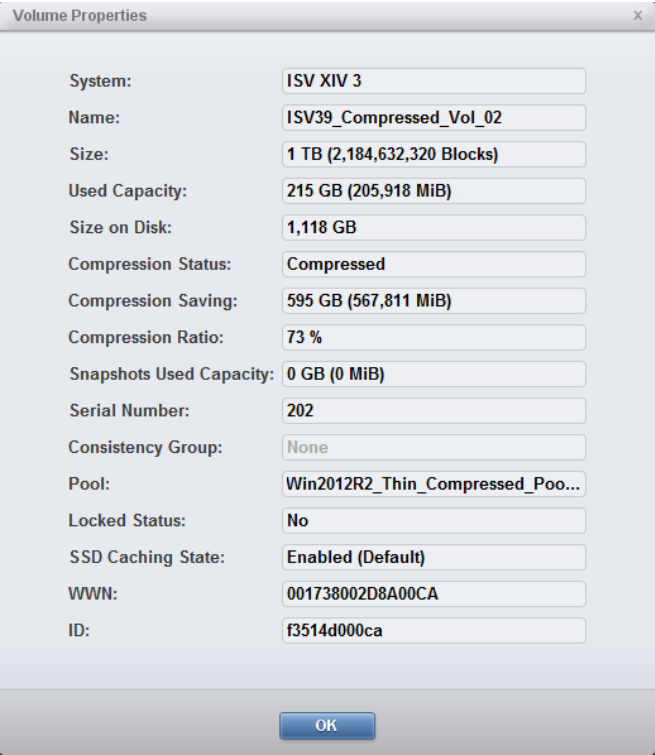 Volume Properties x
System: ISV XIV 3
Name: ISV39_Compressed_Vol_02
Size: 1 TB (2,184,632,320 Blocks)
Used Capacity: 215 GB (205,918 MiB)
Size on Disk: 1,118 GB
Compression Status: Compressed
Compression Saving: 595 GB (567,811 MiB)
Compression Ratio: 73 %
Snapshots Used Capacity: 0 GB (0 MiB)
Serial Number: 202
Consistency Group: None
Pool: Win2012R2_Thin_Compressed_Poo...
Locked Status: No
SSD Caching State: Enabled (Default)
WWN: 001738002D8A00CA
ID: f3514d000ca
OK